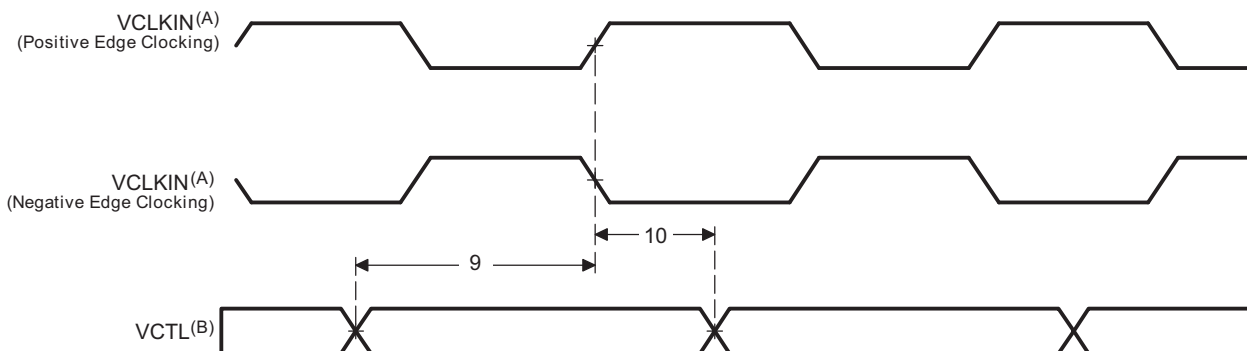 VCLKIN(A)
(Positive Edge Clocking)
VCLKIN(A)
(Negative Edge Clocking)
10
9
VCTL(B)